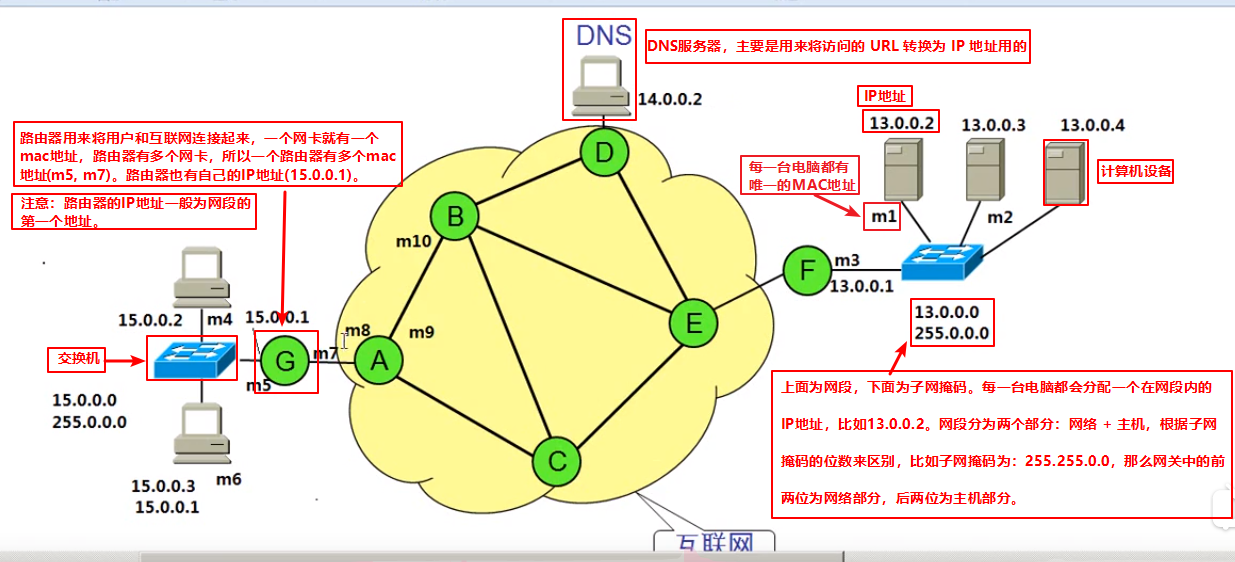 DNS
DNS服务器，主要是用来将访问的 URL 转换为 IP 地址用的
14.0.0.2
IP地址
13.0.0.2
13.0.0.3
13.0.0.4
路由器用来将用户和互联网连接起来，一个网卡就有一个
mac地址，路由器有多个网卡，所以一个路由器有多个mac
地址(m5, m7)。路由器也有自己的IP地址(15.0.0.1)。
注意：路由器的IP地址一般为网段的
第一个地址。
每一台电脑都有
唯一的MAC地址
计算机设备
m1
m2
D
B
m10
F
m3
13.0.0.1
15.0.0.2
m4
15.0.0.1
m8
m9
E
13.0.0.0
255.0.0.0
交换机
G
m7
A
m5
15.0.0.0
255.0.0.0
上面为网段，下面为子网掩码。每一台电脑都会分配一个在网段内的
IP地址，比如13.0.0.2。网段分为两个部分：网络 + 主机，根据子网
掩码的位数来区别，比如子网掩码为：255.255.0.0，那么网关中的前
两位为网络部分，后两位为主机部分。
C
m6
15.0.0.3
15.0.0.1
互联网